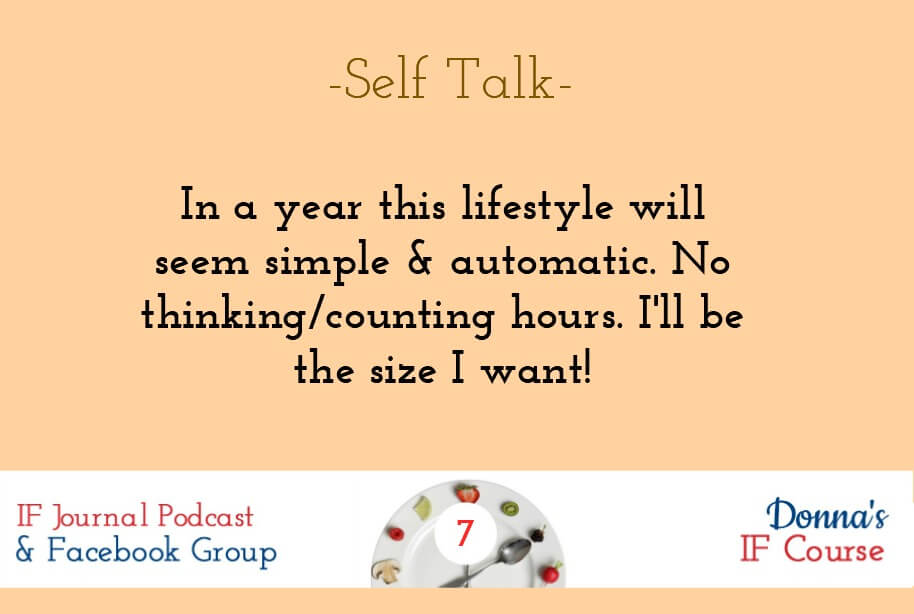 -Self Talk-
In a year this lifestyle will
seem simple & automatic. No
thinking/counting hours. I'll be
the size I want!
IF Journal Podcast
& Facebook Group
7
Donna's
IF Course